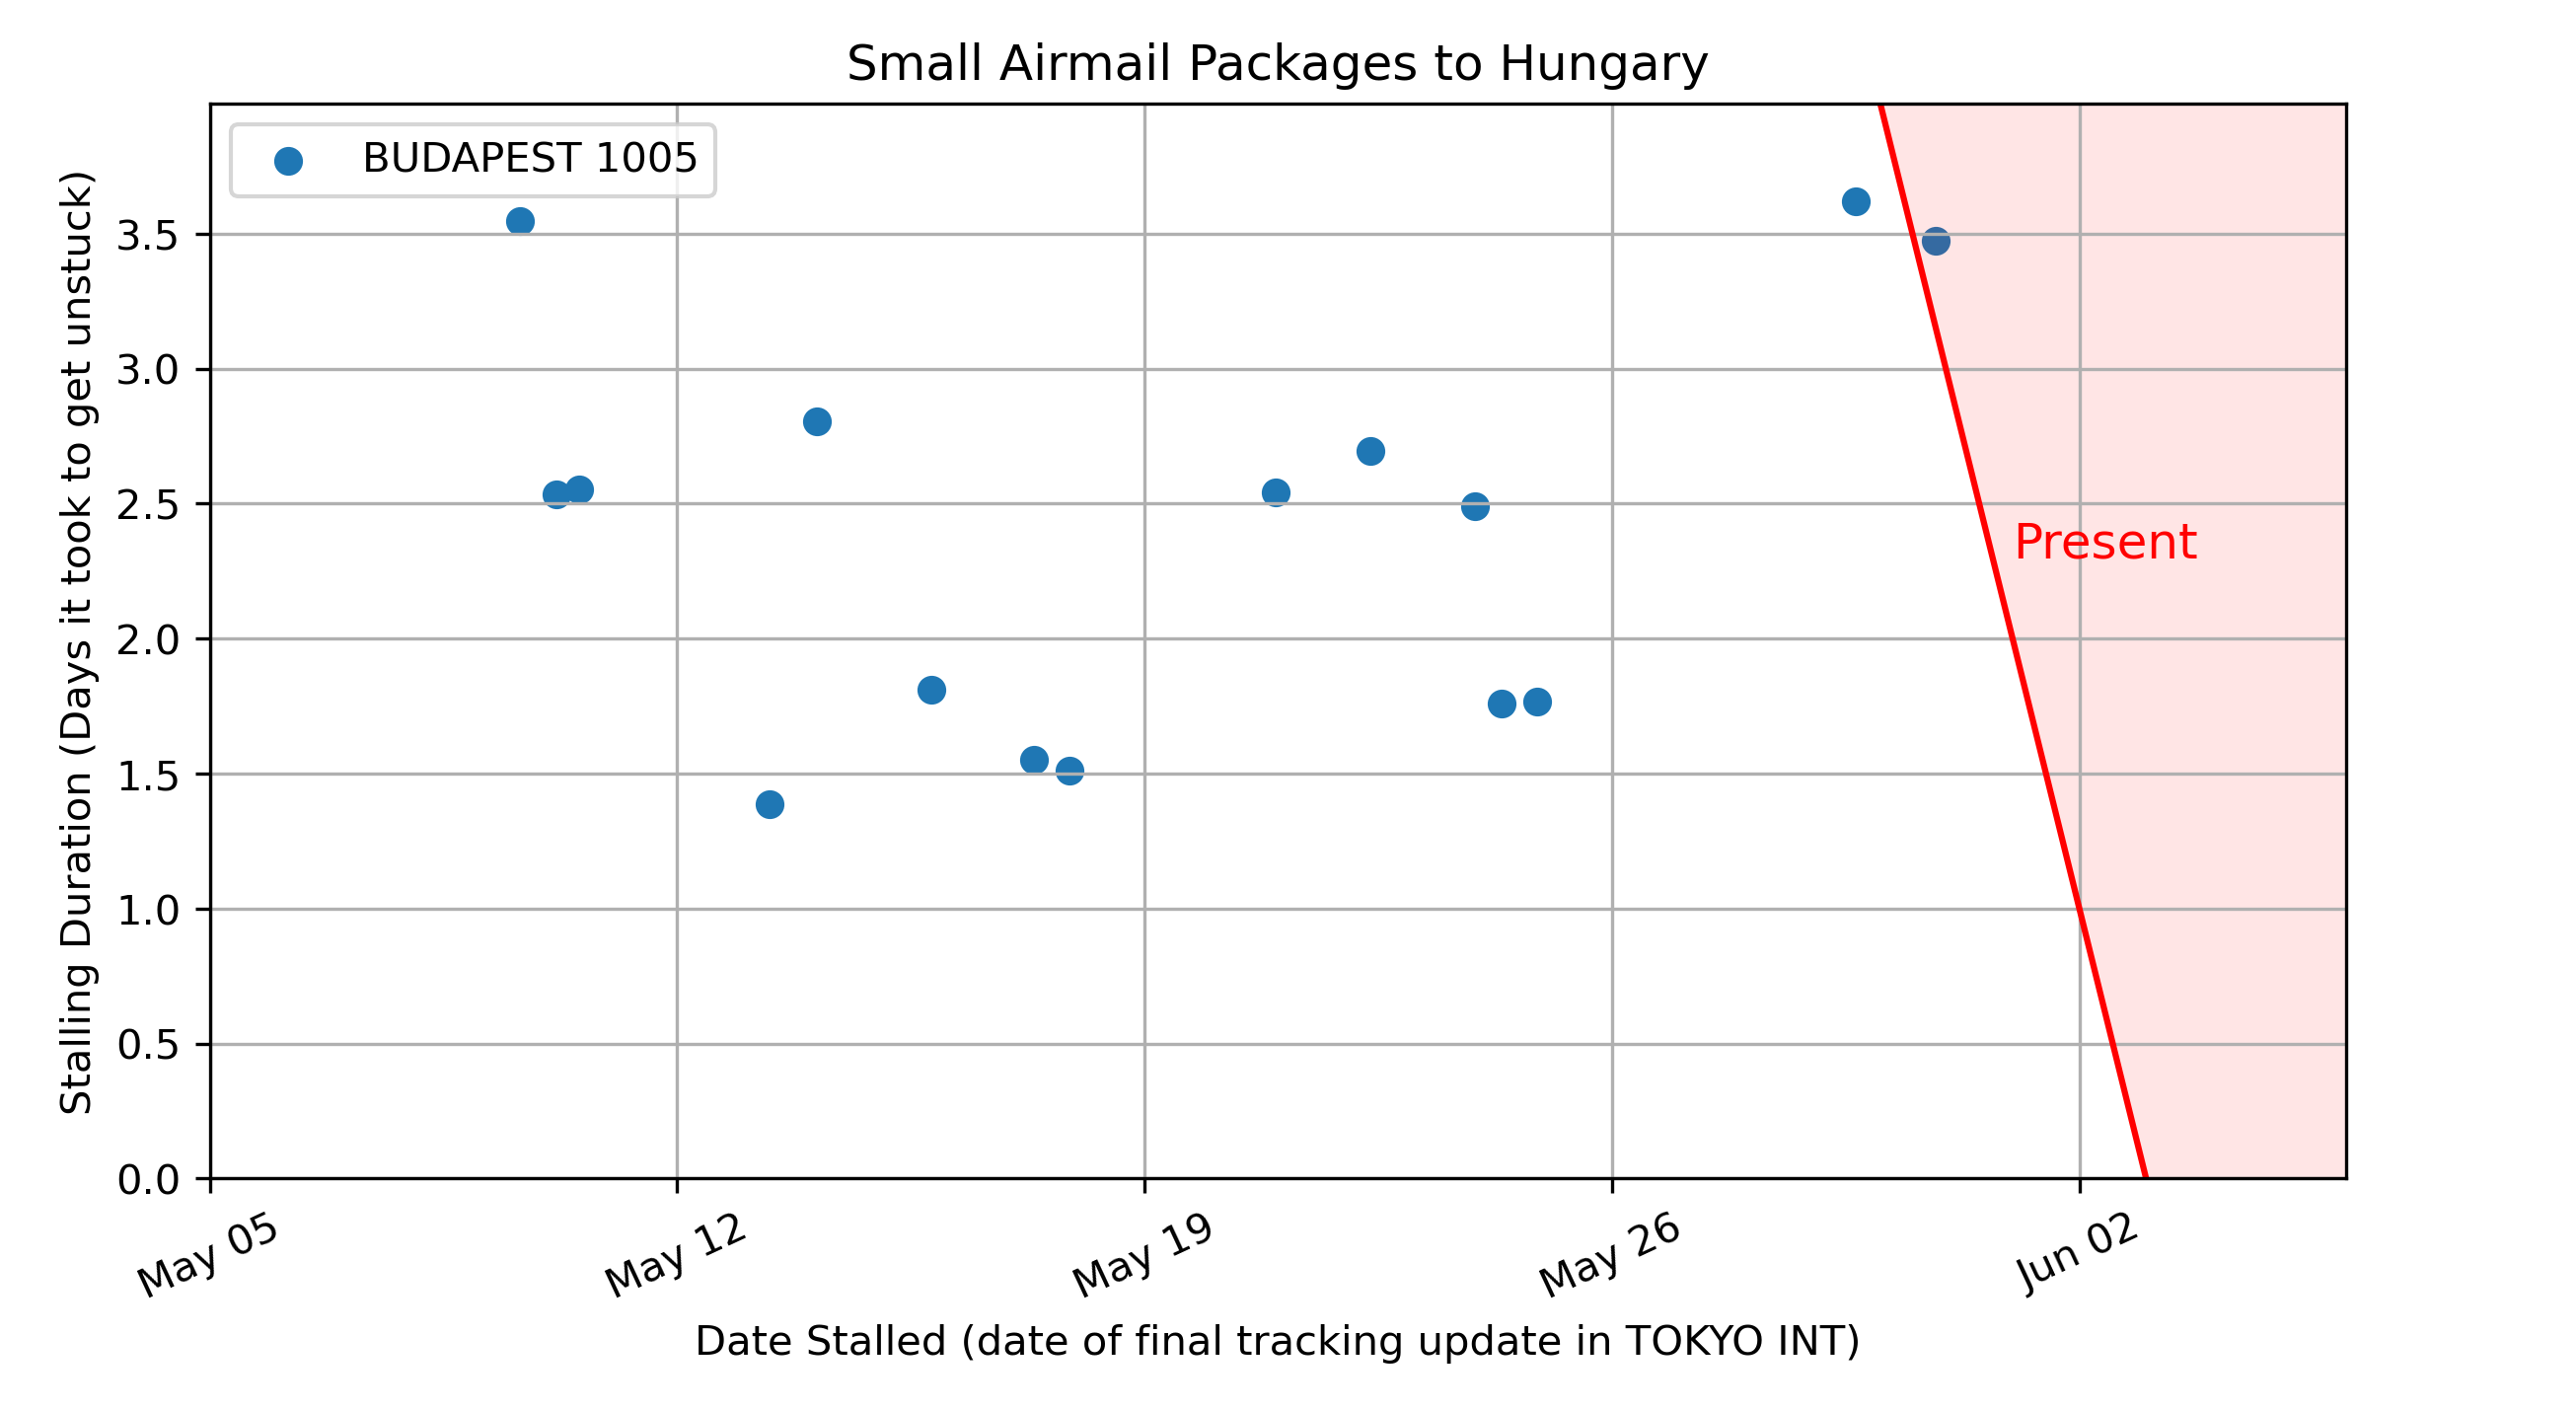 Small Airmail Packages to Hungary
BUDAPEST 1005
Stalling Duration (Days it took to get unstuck)
3.5
3.0
2.5
2.0
1.5
1.0
0.5
0.0
Present
May 05
May 12
May 19
May 26
Jun 02
Date Stalled (date of final tracking update in TOKYO INT)